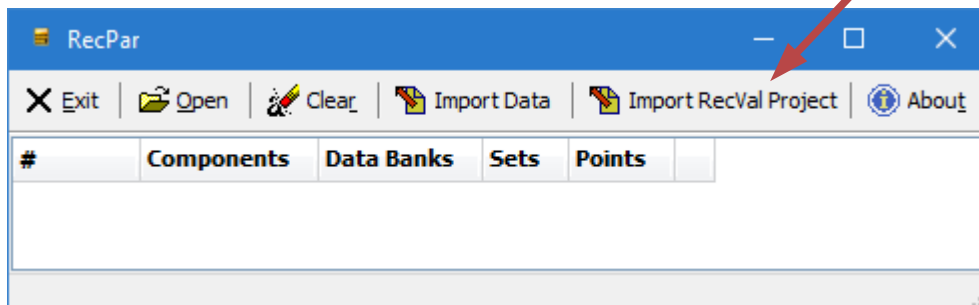 RecPar
Exit Open Clear Import Data Import RecVal Project About
# Components Data Banks Sets Points